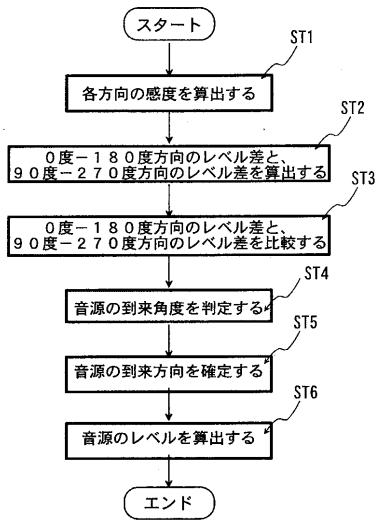 スタート
ST1
各方向の感度を算出する
ST2
0度－180度方向のレベル差と、
90度－270度方向のレベル差を算出する
ST3
0度－180度方向のレベル差と、
90度－270度方向のレベル差を比較する
ST4
音源の到来角度を判定する
ST5
音源の到来方向を確定する
ST6
音源のレベルを算出する
エンド